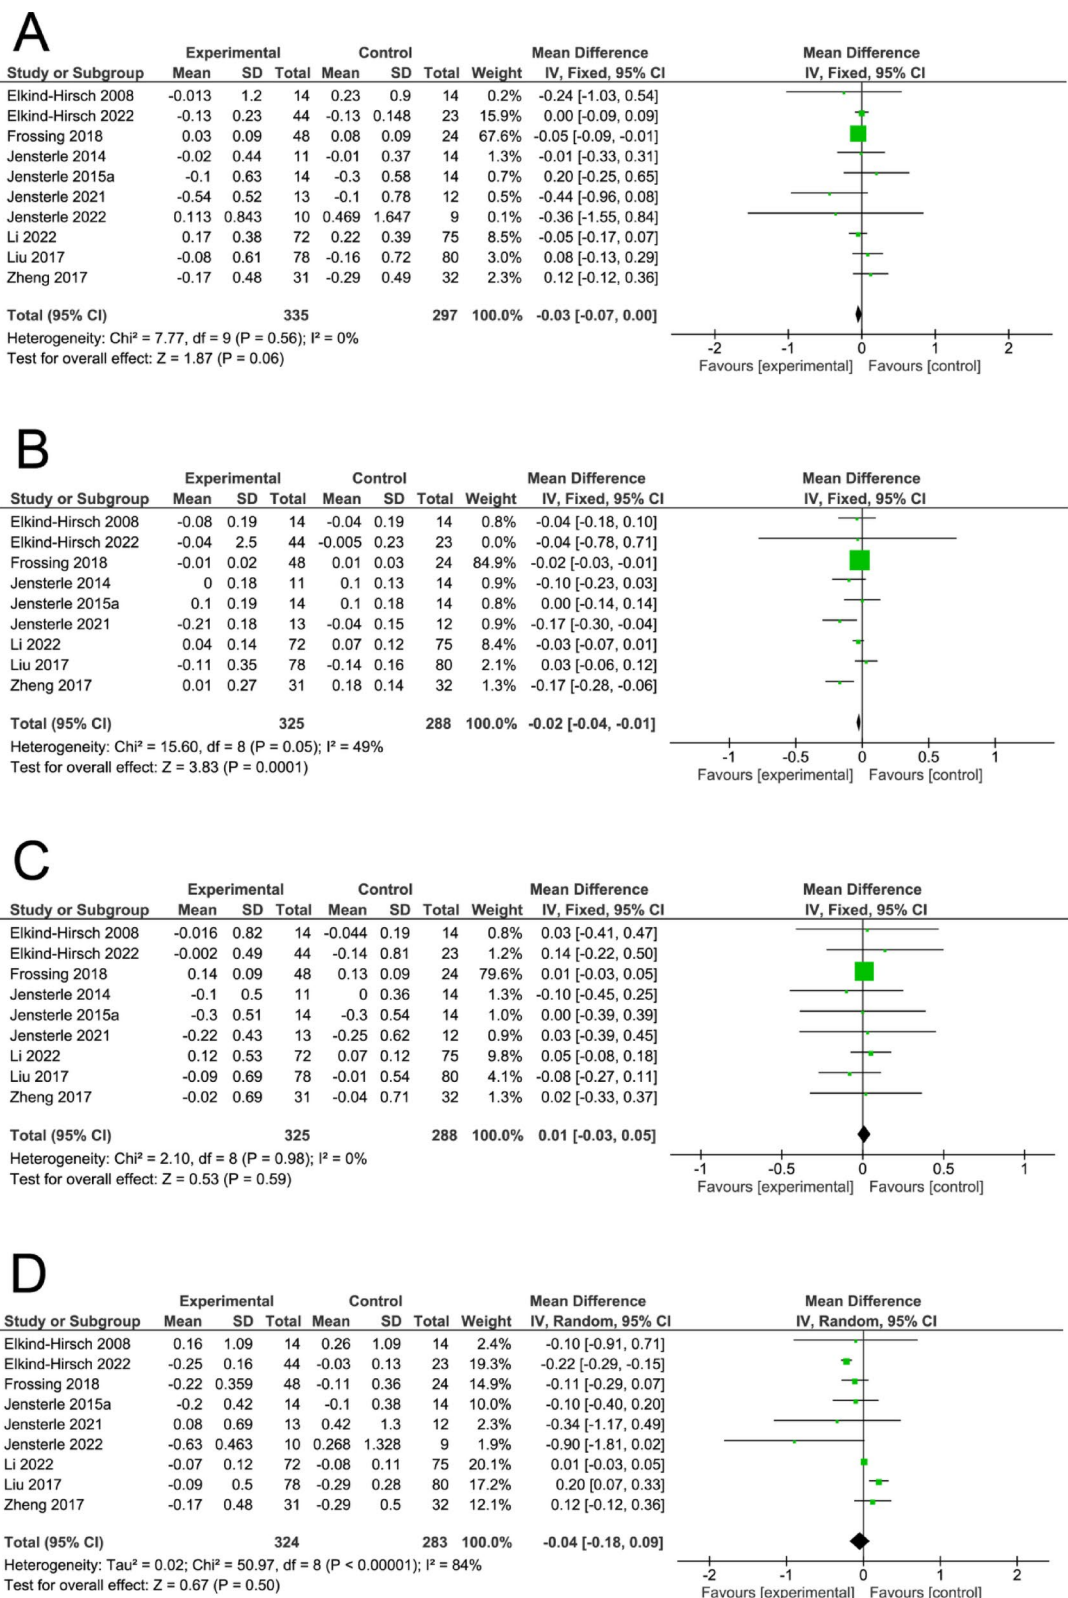 A
Experimental Control Mean Difference Mean Difference
Study or Subgroup Mean SD Total Mean SD Total Weight IV, Fixed, 95% CI IV, Fixed, 95% CI
Elkind-Hirsch 2008 -0.013 1.2 14 0.23 0.9 14 0.2% -0.24 [-1.03, 0.54]
Elkind-Hirsch 2022 -0.13 0.23 44 -0.13 0.148 23 15.9% 0.00 [-0.09, 0.09]
Frossing 2018 0.03 0.09 48 0.08 0.09 24 67.6% -0.05 [-0.09, -0.01]
Jensterle 2014 -0.02 0.44 11 -0.01 0.37 14 1.3% -0.01 [-0.33, 0.31]
Jensterle 2015a -0.1 0.63 14 -0.3 0.58 14 0.7% 0.20 [-0.25, 0.65]
Jensterle 2021 -0.54 0.52 13 -0.1 0.78 12 0.5% -0.44 [-0.96, 0.08]
Jensterle 2022 0.113 0.843 10 0.469 1.647 9 0.1% -0.36 [-1.55, 0.84]
Li 2022 0.17 0.38 72 0.22 0.39 75 8.5% -0.05 [-0.17, 0.07]
Liu 2017 -0.08 0.61 78 -0.16 0.72 80 3.0% 0.08 [-0.13, 0.29]
Zheng 2017 -0.17 0.48 31 -0.29 0.49 32 2.3% 0.12 [-0.12, 0.36]
Total (95% CI) 335 297 100.0% -0.03 [-0.07, 0.00]
Heterogeneity: Chi² = 7.77, df = 9 (P = 0.56); I² = 0%
Test for overall effect: Z = 1.87 (P = 0.06)
-2 -1 0 1 2
Favours [experimental] Favours [control]
B
Experimental Control Mean Difference Mean Difference
Study or Subgroup Mean SD Total Mean SD Total Weight IV, Fixed, 95% CI IV, Fixed, 95% CI
Elkind-Hirsch 2008 -0.08 0.19 14 -0.04 0.19 14 0.8% -0.04 [-0.18, 0.10]
Elkind-Hirsch 2022 -0.04 2.5 44 -0.005 0.23 23 0.0% -0.04 [-0.78, 0.71]
Frossing 2018 -0.01 0.02 48 0.01 0.03 24 84.9% -0.02 [-0.03, -0.01]
Jensterle 2014 0 0.18 11 0.1 0.13 14 0.9% -0.10 [-0.23, 0.03]
Jensterle 2015a 0.1 0.19 14 0.1 0.18 14 0.8% 0.00 [-0.14, 0.14]
Jensterle 2021 -0.21 0.18 13 -0.04 0.15 12 0.9% -0.17 [-0.30, -0.04]
Li 2022 0.04 0.14 72 0.07 0.12 75 8.4% -0.03 [-0.07, 0.01]
Liu 2017 -0.11 0.35 78 -0.14 0.16 80 2.1% 0.03 [-0.06, 0.12]
Zheng 2017 0.01 0.27 31 0.18 0.14 32 1.3% -0.17 [-0.28, -0.06]
Total (95% CI) 325 288 100.0% -0.02 [-0.04, -0.01]
Heterogeneity: Chi² = 15.60, df = 8 (P = 0.05); I² = 49%
Test for overall effect: Z = 3.83 (P = 0.0001)
-1 -0.5 0 0.5 1
Favours [experimental] Favours [control]
C
Experimental Control Mean Difference Mean Difference
Study or Subgroup Mean SD Total Mean SD Total Weight IV, Fixed, 95% CI IV, Fixed, 95% CI
Elkind-Hirsch 2008 -0.016 0.82 14 -0.044 0.19 14 0.8% 0.03 [-0.41, 0.47]
Elkind-Hirsch 2022 -0.002 0.49 44 -0.14 0.81 23 1.2% 0.14 [-0.22, 0.50]
Frossing 2018 0.14 0.09 48 0.13 0.09 24 79.6% 0.01 [-0.03, 0.05]
Jensterle 2014 -0.1 0.5 11 0 0.36 14 1.3% -0.10 [-0.45, 0.25]
Jensterle 2015a -0.3 0.51 14 -0.3 0.54 14 1.0% 0.00 [-0.39, 0.39]
Jensterle 2021 -0.22 0.43 13 -0.25 0.62 12 0.9% 0.03 [-0.39, 0.45]
Li 2022 0.12 0.53 72 0.07 0.12 75 9.8% 0.05 [-0.08, 0.18]
Liu 2017 -0.09 0.69 78 -0.01 0.54 80 4.1% -0.08 [-0.27, 0.11]
Zheng 2017 -0.02 0.69 31 -0.04 0.71 32 1.3% 0.02 [-0.33, 0.37]
Total (95% CI) 325 288 100.0% 0.01 [-0.03, 0.05]
Heterogeneity: Chi² = 2.10, df = 8 (P = 0.98); I² = 0%
Test for overall effect: Z = 0.53 (P = 0.59)
-1 -0.5 0 0.5 1
Favours [experimental] Favours [control]
D
Experimental Control Mean Difference Mean Difference
Study or Subgroup Mean SD Total Mean SD Total Weight IV, Random, 95% CI IV, Random, 95% CI
Elkind-Hirsch 2008 0.16 1.09 14 0.26 1.09 14 2.4% -0.10 [-0.91, 0.71]
Elkind-Hirsch 2022 -0.25 0.16 44 -0.03 0.13 23 19.3% -0.22 [-0.29, -0.15]
Frossing 2018 -0.22 0.359 48 -0.11 0.36 24 14.9% -0.11 [-0.29, 0.07]
Jensterle 2015a -0.2 0.42 14 -0.1 0.38 14 10.0% -0.10 [-0.40, 0.20]
Jensterle 2021 0.08 0.69 13 0.42 1.3 12 2.3% -0.34 [-1.17, 0.49]
Jensterle 2022 -0.63 0.463 10 0.268 1.328 9 1.9% -0.90 [-1.81, 0.02]
Li 2022 -0.07 0.12 72 -0.08 0.11 75 20.1% 0.01 [-0.03, 0.05]
Liu 2017 -0.09 0.5 78 -0.29 0.28 80 17.2% 0.20 [0.07, 0.33]
Zheng 2017 -0.17 0.48 31 -0.29 0.5 32 12.1% 0.12 [-0.12, 0.36]
Total (95% CI) 324 283 100.0% -0.04 [-0.18, 0.09]
Heterogeneity: Tau² = 0.02; Chi² = 50.97, df = 8 (P < 0.00001); I² = 84%
Test for overall effect: Z = 0.67 (P = 0.50)
-2 -1 0 1 2
Favours [experimental] Favours [control]